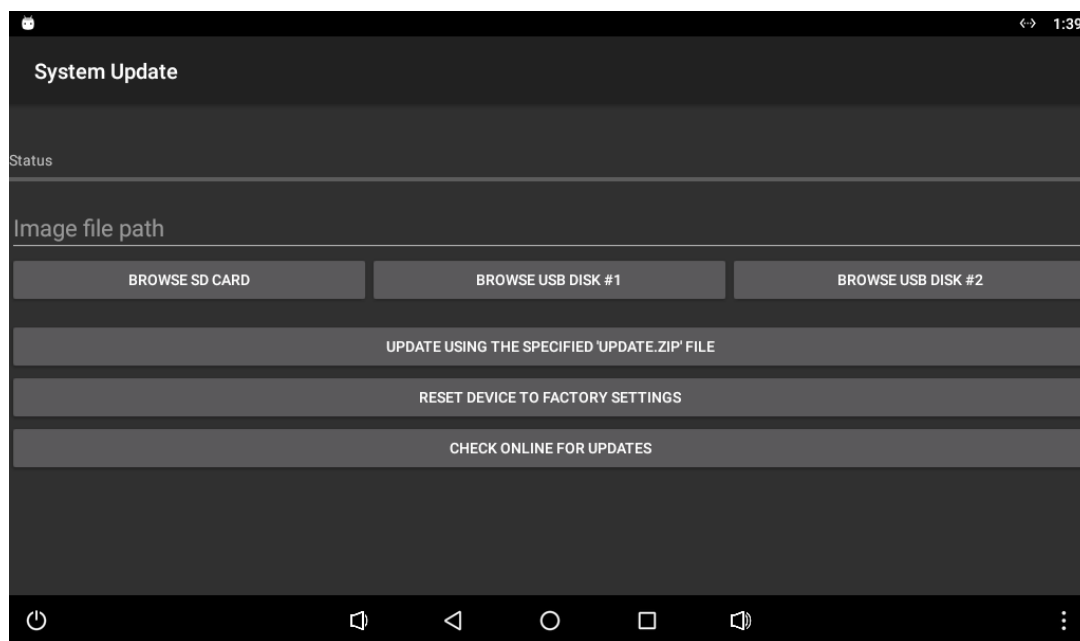 1:39
System Update
Status
Image file path
BROWSE SD CARD BROWSE USB DISK #1 BROWSE USB DISK #2
UPDATE USING THE SPECIFIED 'UPDATE.ZIP' FILE
RESET DEVICE TO FACTORY SETTINGS
CHECK ONLINE FOR UPDATES